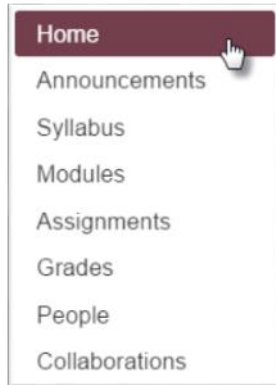 Home
Announcements
Syllabus
Modules
Assignments
Grades
People
Collaborations